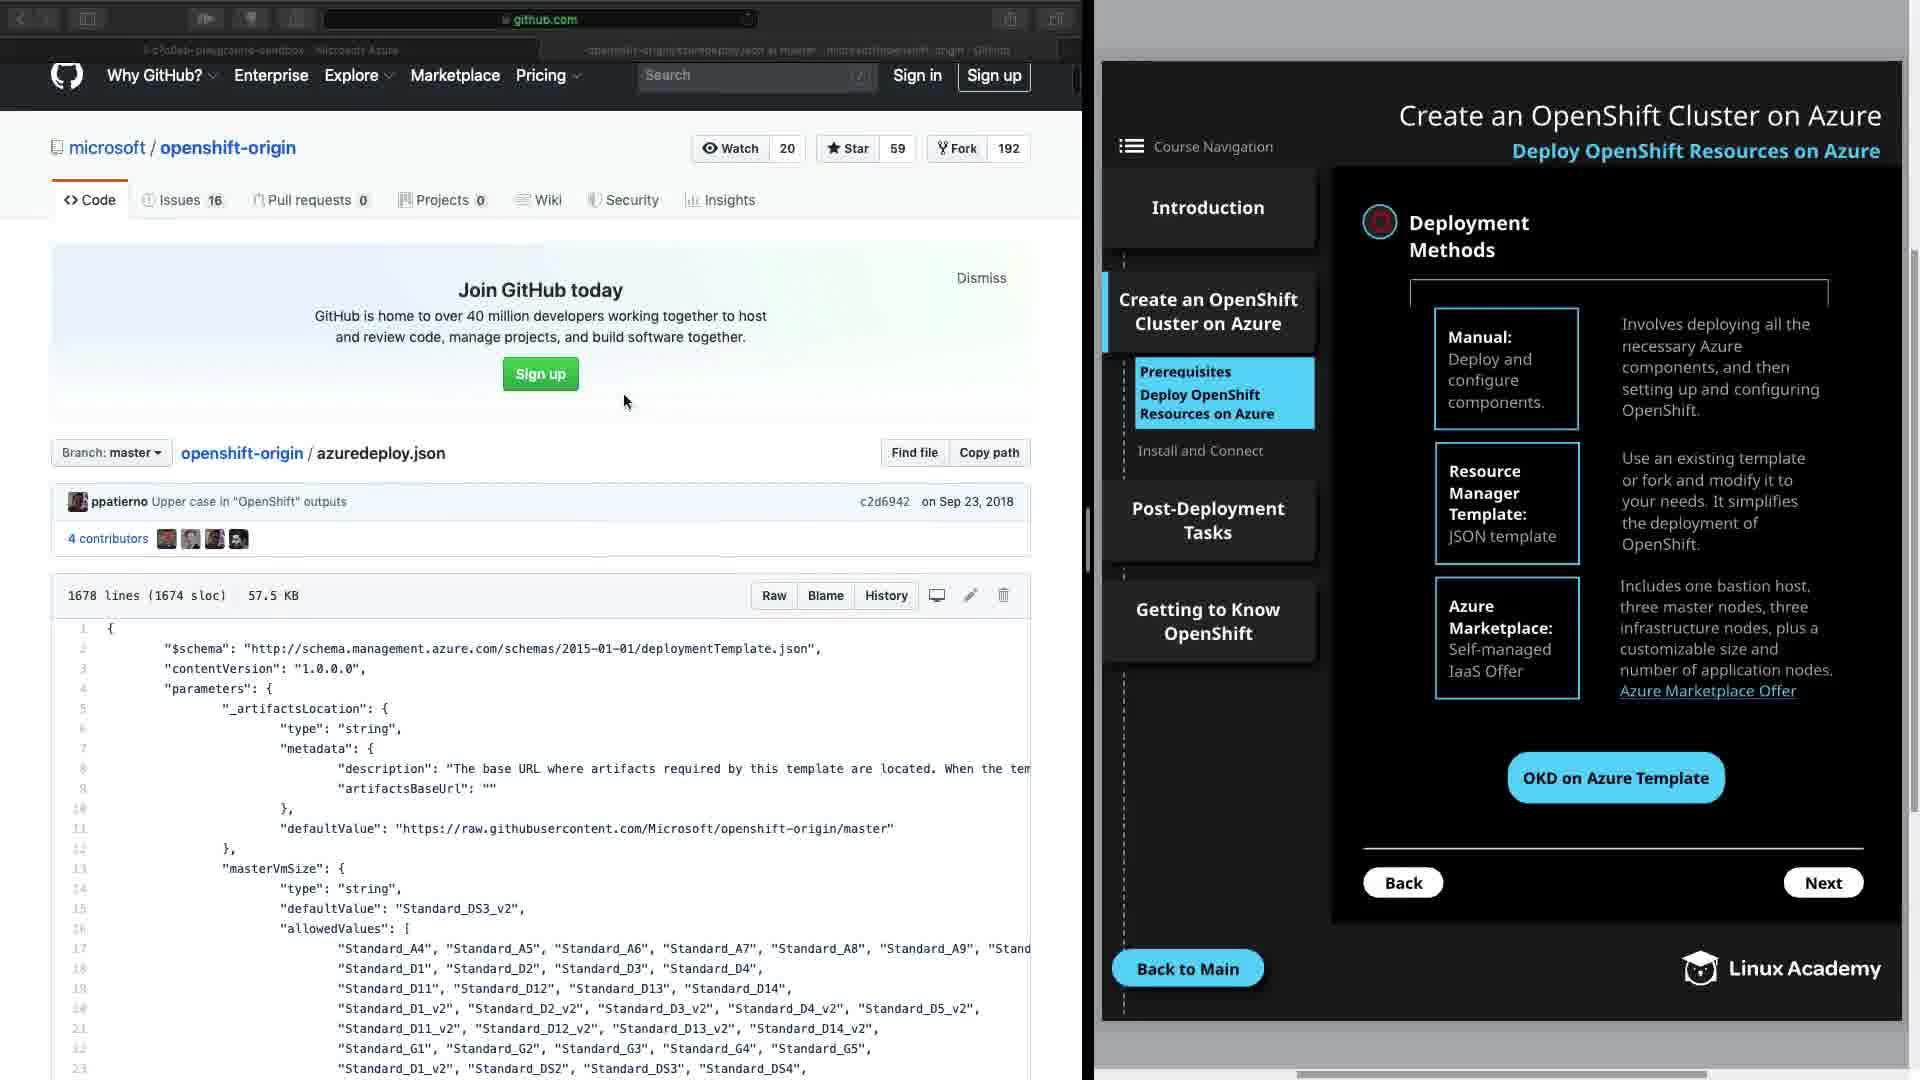 github.com
Why GitHub?
Enterprise
Explore
Marketplace
Pricing
Search
/
Sign in
Sign up
microsoft / openshift-origin
Watch 20
Star 59
Fork 192
Code
Issues 16
Pull requests 0
Projects 0
Wiki
Security
Insights
Dismiss
Join GitHub today
GitHub is home to over 40 million developers working together to host
and review code, manage projects, and build software together.
Sign up
Branch: master
openshift-origin / azuredeploy.json
Find file
Copy path
ppatierno Upper case in "OpenShift" outputs
c2d6942 on Sep 23, 2018
4 contributors
1678 lines (1674 sloc) 57.5 KB
Raw
Blame
History
1 {
2 "$schema": "http://schema.management.azure.com/schemas/2015-01-01/deploymentTemplate.json",
3 "contentVersion": "1.0.0.0",
4 "parameters": {
5 "_artifactsLocation": {
6 "type": "string",
7 "metadata": {
8 "description": "The base URL where artifacts required by this template are located. When the tem
9 "artifactsBaseUrl": ""
10 },
11 "defaultValue": "https://raw.githubusercontent.com/Microsoft/openshift-origin/master"
12 },
13 "masterVmSize": {
14 "type": "string",
15 "defaultValue": "Standard_DS3_v2",
16 "allowedValues": [
17 "Standard_A4", "Standard_A5", "Standard_A6", "Standard_A7", "Standard_A8", "Standard_A9", "Stand
18 "Standard_D1", "Standard_D2", "Standard_D3", "Standard_D4",
19 "Standard_D11", "Standard_D12", "Standard_D13", "Standard_D14",
20 "Standard_D1_v2", "Standard_D2_v2", "Standard_D3_v2", "Standard_D4_v2", "Standard_D5_v2",
21 "Standard_D11_v2", "Standard_D12_v2", "Standard_D13_v2", "Standard_D14_v2",
22 "Standard_G1", "Standard_G2", "Standard_G3", "Standard_G4", "Standard_G5",
23 "Standard_D1_v2", "Standard_DS2", "Standard_DS3", "Standard_DS4",
Create an OpenShift Cluster on Azure
Deploy OpenShift Resources on Azure
Course Navigation
Introduction
Create an OpenShift
Cluster on Azure
Prerequisites
Deploy OpenShift
Resources on Azure
Install and Connect
Post-Deployment
Tasks
Getting to Know
OpenShift
Back to Main
Deployment
Methods
Manual:
Deploy and
configure
components.
Involves deploying all the
necessary Azure
components, and then
setting up and configuring
OpenShift.
Resource
Manager
Template:
JSON template
Use an existing template
or fork and modify it to
your needs. It simplifies
the deployment of
OpenShift.
Azure
Marketplace:
Self-managed
IaaS Offer
Includes one bastion host,
three master nodes, three
infrastructure nodes, plus a
customizable size and
number of application nodes.
Azure Marketplace Offer
OKD on Azure Template
Back
Next
Linux Academy